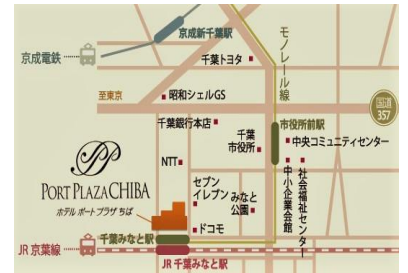 京成新千葉駅
京成電鉄
モノレール線
千葉トヨタ
至東京
昭和シェルGS
国道
357
千葉銀行本店
千葉
市役所
市役所前駅
中央コミュニティセンター
NTT
社会福祉センター
中小企業会館
PORT PLAZA CHIBA
ホテル ポートプラザ ちば
セブン
イレブン
みなと
公園
ドコモ
千葉みなと駅
JR 京葉線
JR 千葉みなと駅